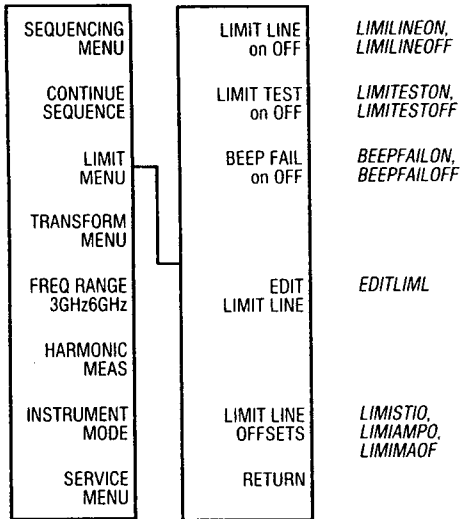 SEQUENCING
MENU
CONTINUE
SEQUENCE
LIMIT
MENU
TRANSFORM
MENU
FREQ RANGE
3GHz6GHz
HARMONIC
MEAS
INSTRUMENT
MODE
SERVICE
MENU
LIMIT LINE
on OFF
LIMIT TEST
on OFF
BEEP FAIL
on OFF
EDIT
LIMIT LINE
LIMIT LINE
OFFSETS
RETURN
LIMILINEON,
LIMILINEOFF
LIMITESTON,
LIMITESTOFF
BEEPFAILON,
BEEPFAILOFF
EDITLIML
LIMISTIO,
LIMIAMPO,
LIMIMAOF